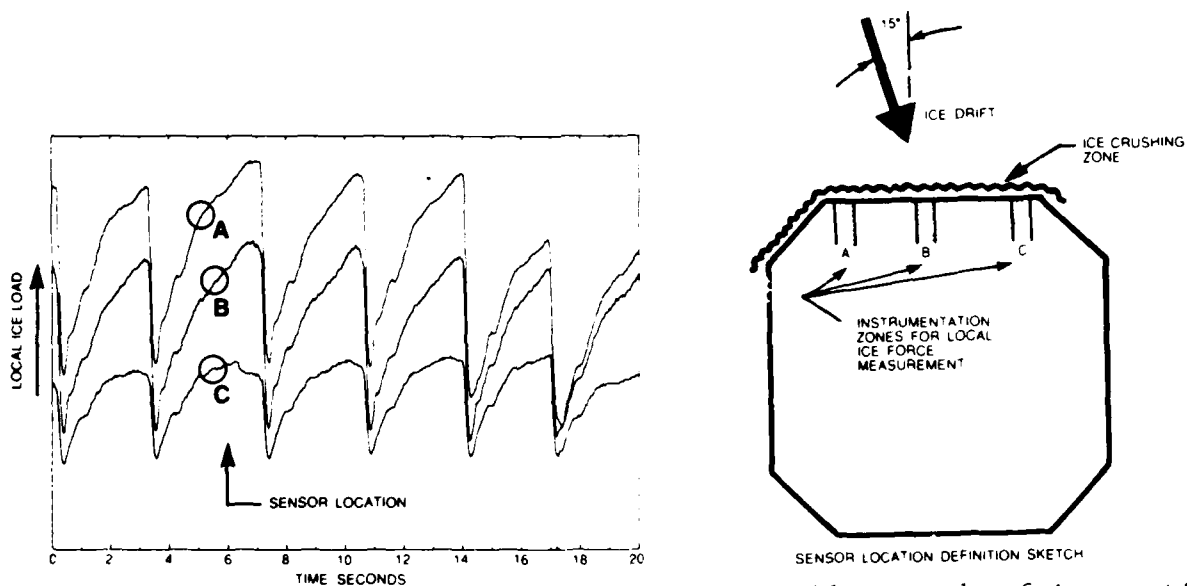 LOCAL ICE LOAD
A
B
C
SENSOR LOCATION
0 2 4 6 8 10 12 14 16 18 20
TIME SECONDS
15°
ICE DRIFT
ICE CRUSHING
ZONE
A B C
INSTRUMENTATION
ZONES FOR LOCAL
ICE FORCE
MEASUREMENT
SENSOR LOCATION DEFINITION SKETCH